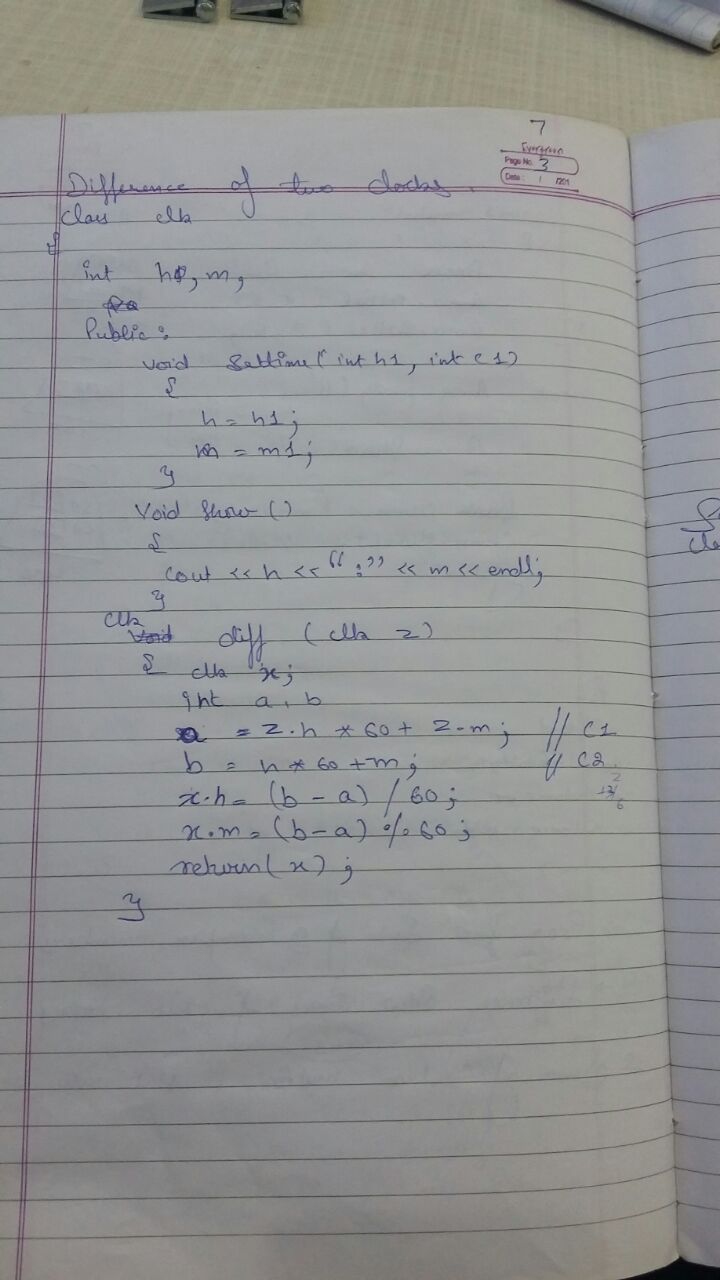 7
Evergreen
Page No. 3
Date: / /201
Difference of two clocks.
Class clk
{
int h, m,
Public:
void Settime(int h1, int c1)
{
h = h1;
m = m1;
}
Void Show()
{
cout << h << “:” << m << endl;
}
clk
void diff (clk z)
{ clk x;
int a, b
a = z.h * 60 + z.m; // C1
b = h * 60 + m; // C2
x.h = (b - a) / 60;
x.m = (b - a) % 60;
return(x);
}